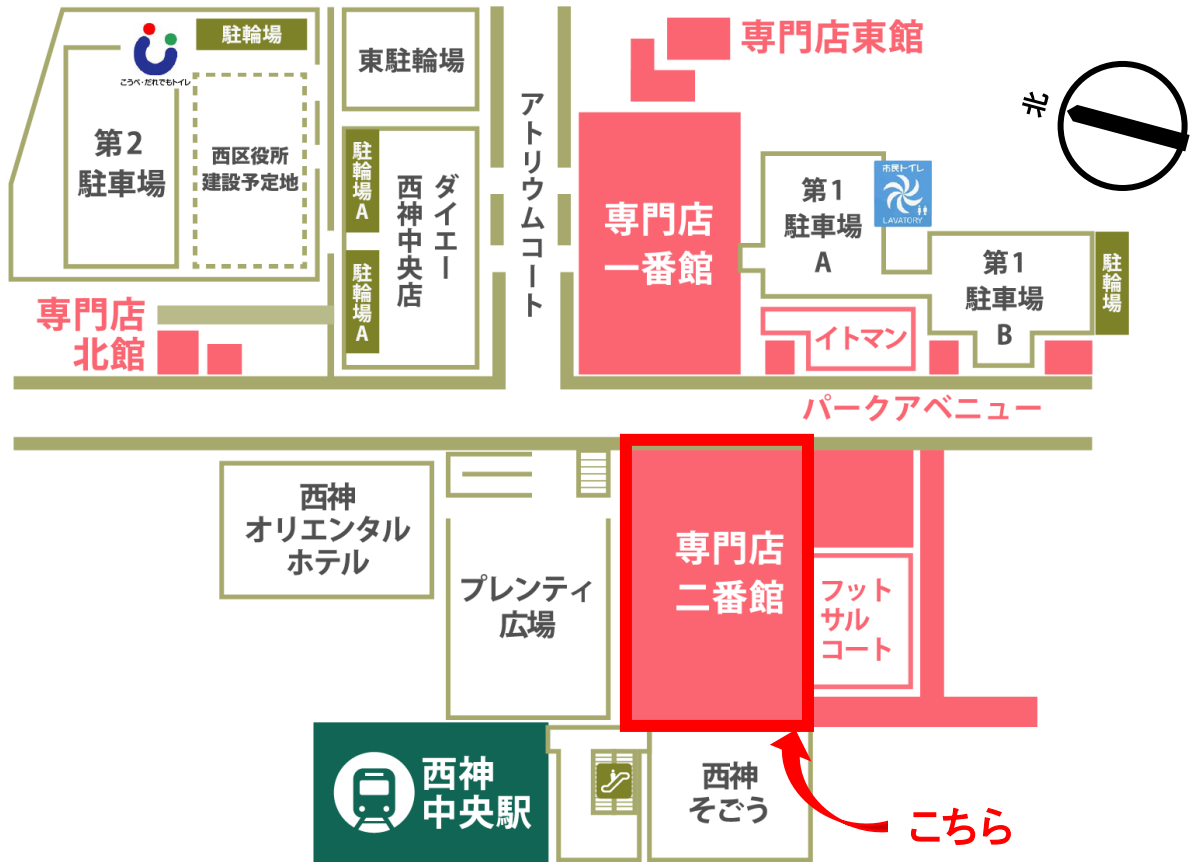 駐輪場
こうべ・だれでもトイレ
第2
駐車場
西区役所
建設予定地
東駐輪場
駐輪場A
駐輪場A
ダイエー
西神中央店
アトリウムコート
専門店東館
北
専門店
一番館
第1
駐車場
A
市民トイレ
LAVATORY
第1
駐車場
B
駐輪場
専門店
北館
イトマン
パークアベニュー
西神
オリエンタル
ホテル
プレンティ
広場
専門店
二番館
フット
サル
コート
西神
中央駅
西神
そごう
こちら